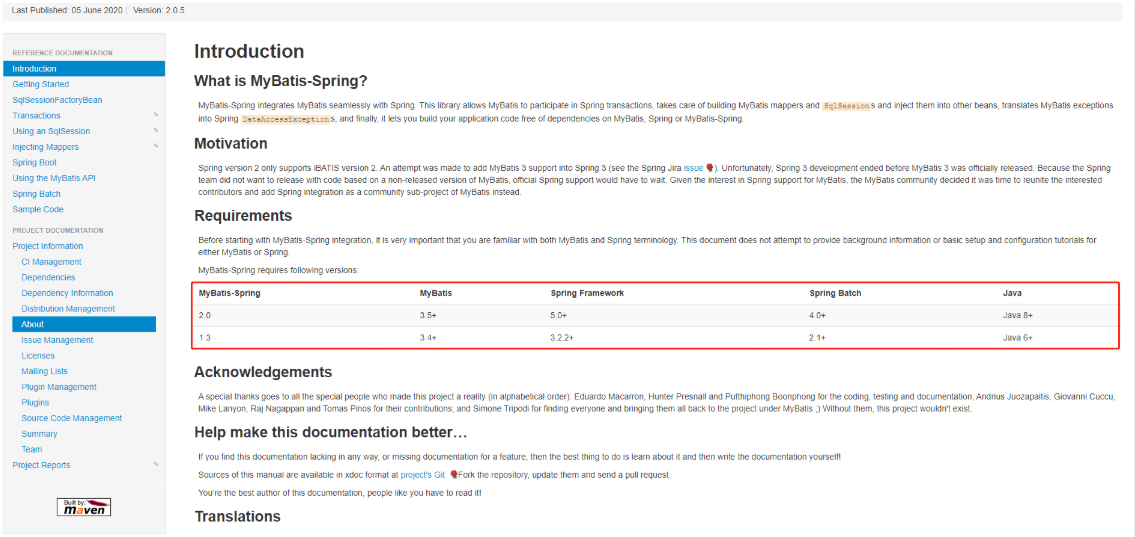 Last Published: 05 June 2020 | Version: 2.0.5
REFERENCE DOCUMENTATION
Introduction
Getting Started
SqlSessionFactoryBean
Transactions
Using an SqlSession
Injecting Mappers
Spring Boot
Using the MyBatis API
Spring Batch
Sample Code
PROJECT DOCUMENTATION
Project Information
CI Management
Dependencies
Dependency Information
Distribution Management
About
Issue Management
Licenses
Mailing Lists
Plugin Management
Plugins
Source Code Management
Summary
Team
Project Reports
Built by:
maven
Introduction
What is MyBatis-Spring?
MyBatis-Spring integrates MyBatis seamlessly with Spring. This library allows MyBatis to participate in Spring transactions, takes care of building MyBatis mappers and SqlSessions and inject them into other beans, translates MyBatis exceptions
into Spring DataAccessExceptions, and finally, it lets you build your application code free of dependencies on MyBatis, Spring or MyBatis-Spring.
Motivation
Spring version 2 only supports iBATIS version 2. An attempt was made to add MyBatis 3 support into Spring 3 (see the Spring Jira issue). Unfortunately, Spring 3 development ended before MyBatis 3 was officially released. Because the Spring
team did not want to release with code based on a non-released version of MyBatis, official Spring support would have to wait. Given the interest in Spring support for MyBatis, the MyBatis community decided it was time to reunite the interested
contributors and add Spring integration as a community sub-project of MyBatis instead.
Requirements
Before starting with MyBatis-Spring integration, it is very important that you are familiar with both MyBatis and Spring terminology. This document does not attempt to provide background information or basic setup and configuration tutorials for
either MyBatis or Spring.
MyBatis-Spring requires following versions:
MyBatis-Spring MyBatis Spring Framework Spring Batch Java
2.0 3.5+ 5.0+ 4.0+ Java 8+
1.3 3.4+ 3.2.2+ 2.1+ Java 6+
Acknowledgements
A special thanks goes to all the special people who made this project a reality (in alphabetical order): Eduardo Macarron, Hunter Presnall and Putthiphong Boonphong for the coding, testing and documentation; Andrius Juozapaitis, Giovanni Cuccu,
Mike Lanyon, Raj Nagappan and Tomas Pinos for their contributions; and Simone Tripodi for finding everyone and bringing them all back to the project under MyBatis ;) Without them, this project wouldn't exist.
Help make this documentation better…
If you find this documentation lacking in any way, or missing documentation for a feature, then the best thing to do is learn about it and then write the documentation yourself!
Sources of this manual are available in xdoc format at project's Git Fork the repository, update them and send a pull request.
You're the best author of this documentation, people like you have to read it!
Translations